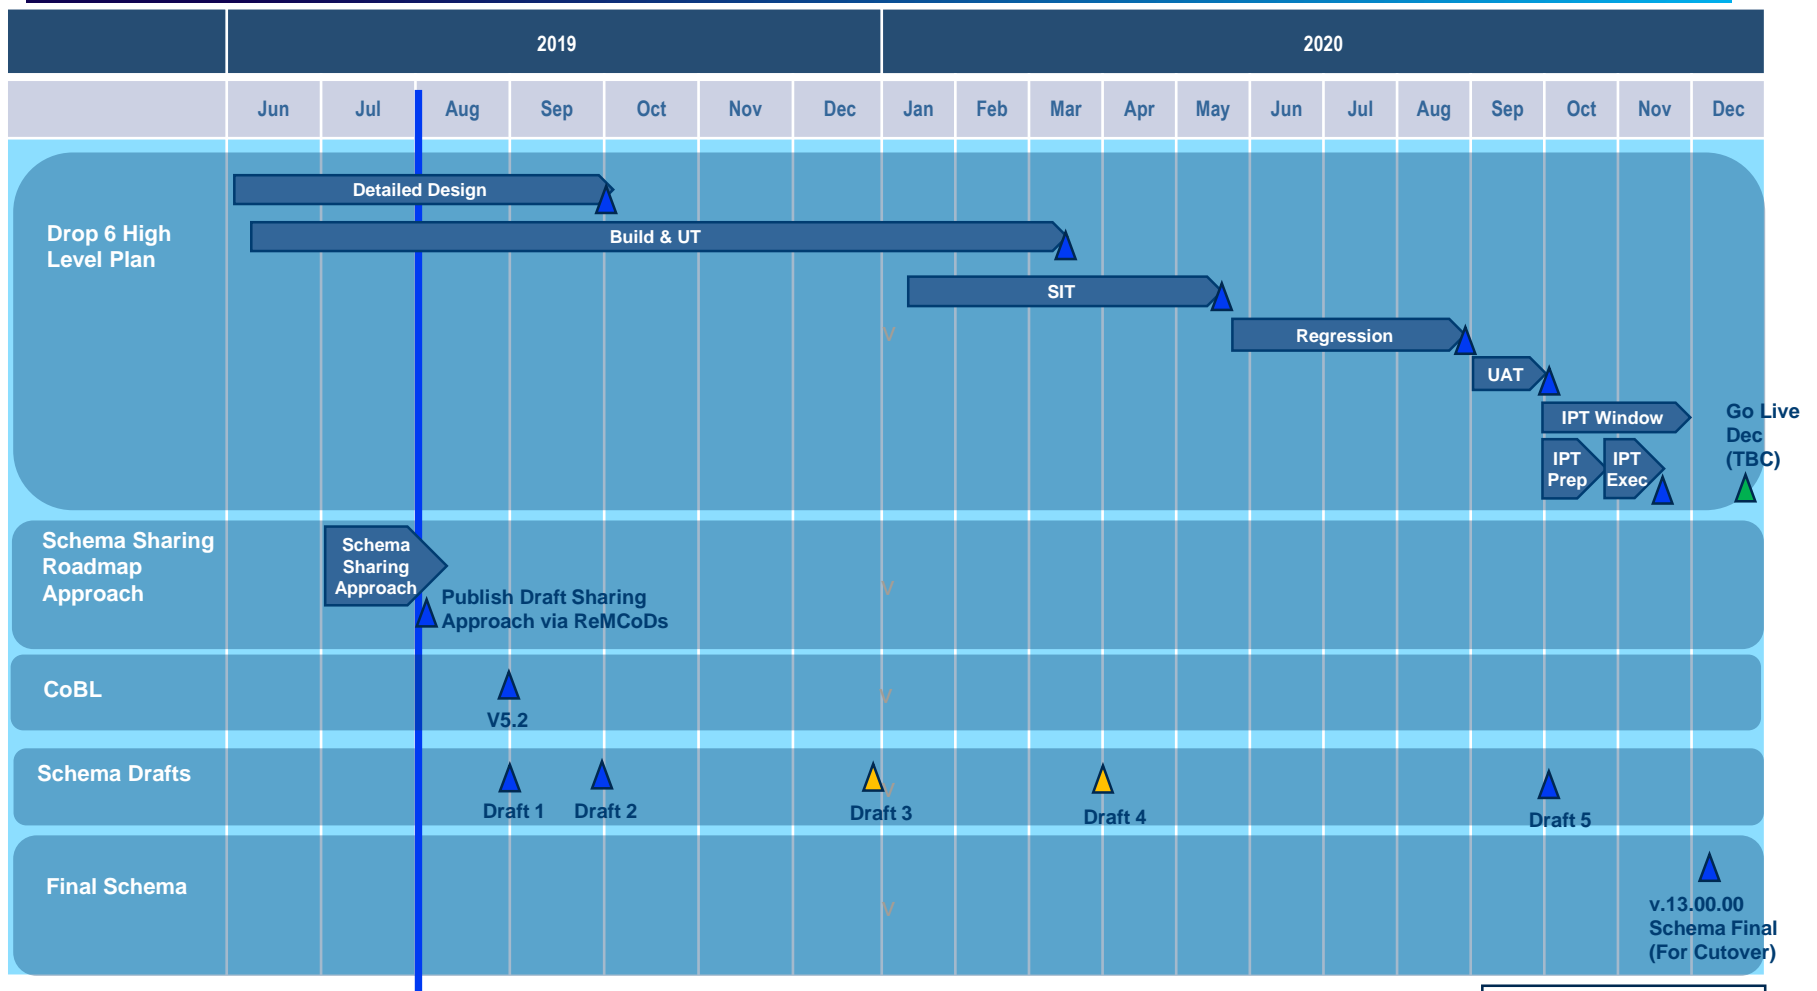 2019
2020
Jun
Jul
Aug
Sep
Oct
Nov
Dec
Jan
Feb
Mar
Apr
May
Jun
Jul
Aug
Sep
Oct
Nov
Dec
Drop 6 High
Level Plan
Detailed Design
Build & UT
SIT
V
Regression
UAT
IPT Window
IPT
Prep
IPT
Exec
Go Live
Dec
(TBC)
Schema Sharing
Roadmap
Approach
Schema
Sharing
Approach
Publish Draft Sharing
Approach via ReMCoDs
V
CoBL
V5.2
V
Schema Drafts
Draft 1
Draft 2
Draft 3
V
Draft 4
Draft 5
Final Schema
V
v.13.00.00
Schema Final
(For Cutover)